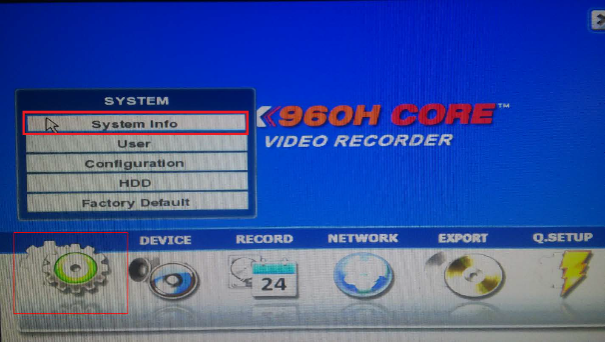 SYSTEM
System Info
User
Configuration
HDD
Factory Default
960H CORE™
VIDEO RECORDER
DEVICE RECORD NETWORK EXPORT Q.SETUP
24